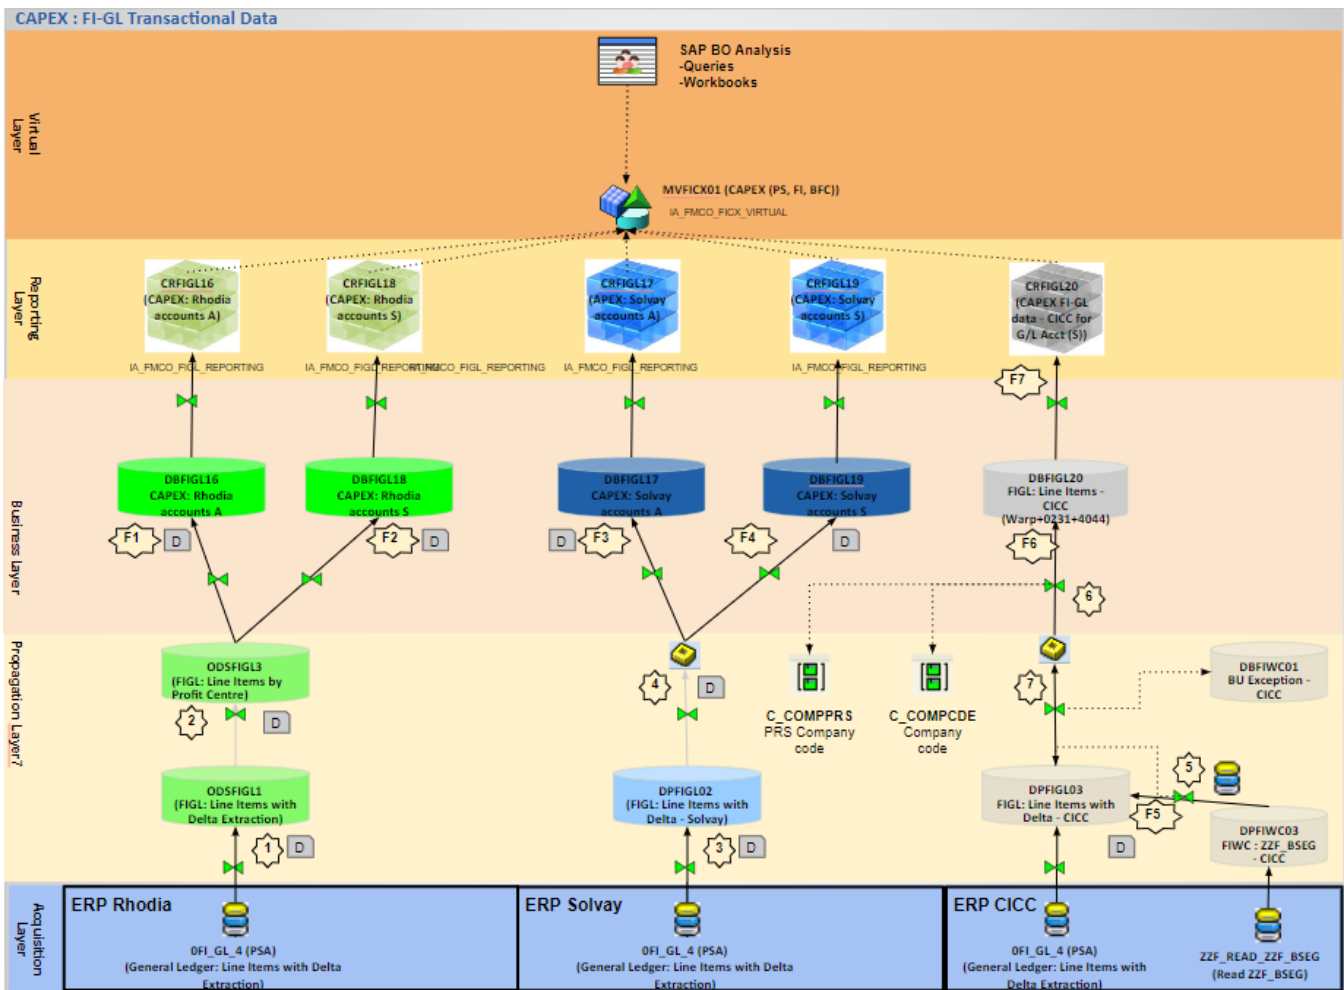 CAPEX : FI-GL Transactional Data
Virtual
Layer
SAP BO Analysis
-Queries
-Workbooks
MVFICX01 (CAPEX (PS, FI, BFC))
IA_FMCO_FICX_VIRTUAL
Reporting
Layer
CRFIGL16
(CAPEX: Rhodia
accounts A)
CRFIGL18
(CAPEX: Rhodia
accounts S)
CRFIGL17
(APEX: Solvay
accounts A)
CRFIGL19
(CAPEX: Solvay
accounts S)
CRFIGL20
(CAPEX FI-GL
data - CICC for
G/L Acct (S))
IA_FMCO_FIGL_REPORTING
IA_FMCO_FIGL_REPORTING
FMCO_FIGL_REPORTING
IA_FMCO_FIGL_REPORTING
IA_FMCO_FIGL_REPORTING
F7
Business Layer
DBFIGL16
CAPEX: Rhodia
accounts A
DBFIGL18
CAPEX: Rhodia
accounts S
DBFIGL17
CAPEX: Solvay
accounts A
DBFIGL19
CAPEX: Solvay
accounts S
DBFIGL20
FIGL: Line Items -
CICC
(Warp+0231+4044)
F1
D
F2
D
D
F3
F4
D
F6
6
Propagation Layer7
ODSFIGL3
(FIGL: Line Items by
Profit Centre)
2
D
4
D
C_COMPPRS
PRS Company
code
C_COMPCDE
Company
code
7
DBFIWC01
BU Exception -
CICC
ODSFIGL1
(FIGL: Line Items with
Delta Extraction)
DPFIGL02
(FIGL: Line Items with
Delta - Solvay)
DPFIGL03
FIGL: Line Items with
Delta - CICC
5
F5
DPFIWC03
FIWC : ZZF_BSEG
- CICC
1
D
3
D
D
Acquisition
Layer
ERP Rhodia
0FI_GL_4 (PSA)
(General Ledger: Line Items with Delta
Extraction)
ERP Solvay
0FI_GL_4 (PSA)
(General Ledger: Line Items with Delta
Extraction)
ERP CICC
0FI_GL_4 (PSA)
(General Ledger: Line Items with
Delta Extraction)
ZZF_READ_ZZF_BSEG
(Read ZZF_BSEG)